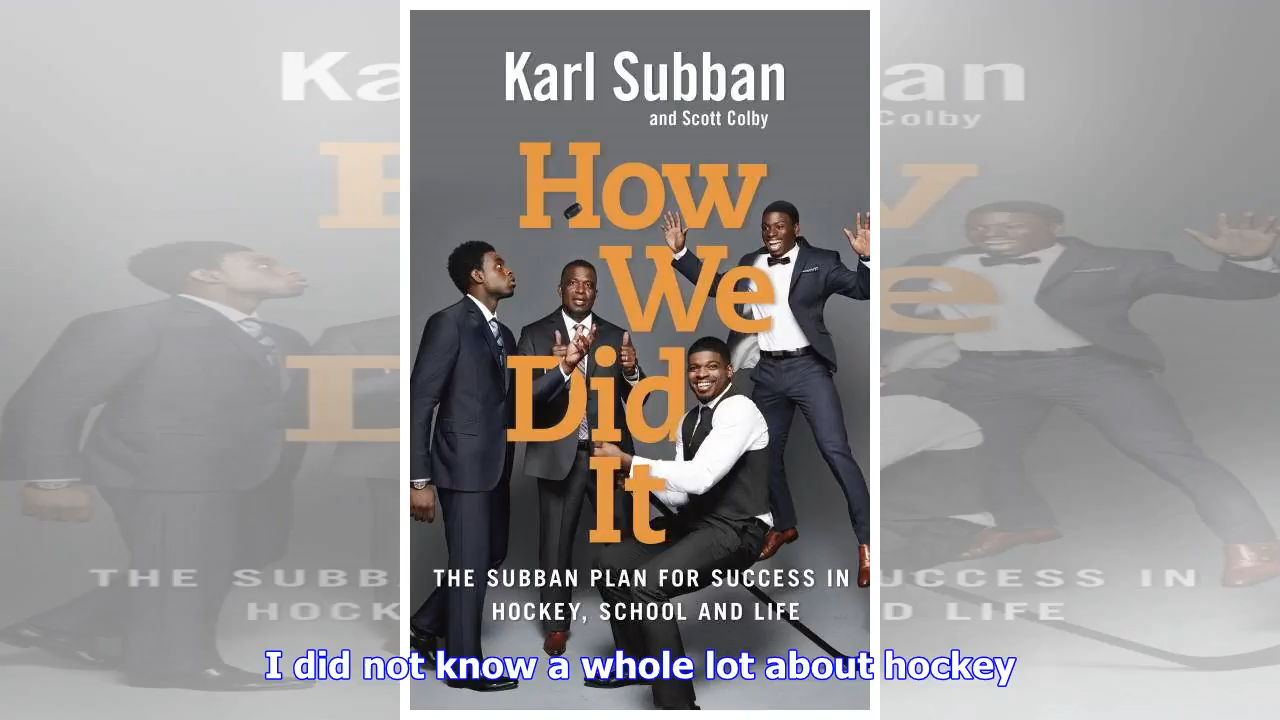 Karl Subban
and Scott Colby
How
We
Did
It
THE SUBBAN PLAN FOR SUCCESS IN
HOCKEY, SCHOOL AND LIFE
I did not know a whole lot about hockey